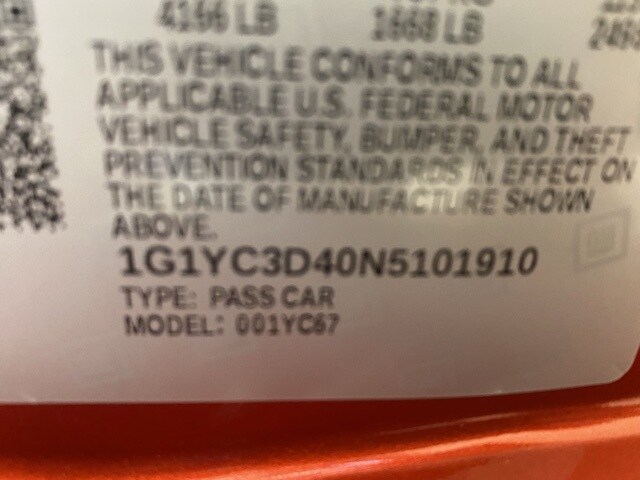 4166 LB 1668 LB
THIS VEHICLE CONFORMS TO ALL
APPLICABLE U.S. FEDERAL MOTOR
VEHICLE SAFETY, BUMPER, AND THEFT
PREVENTION STANDARDS IN EFFECT ON
THE DATE OF MANUFACTURE SHOWN
ABOVE.
1G1YC3D40N5101910
TYPE: PASS CAR
MODEL: 001YC67